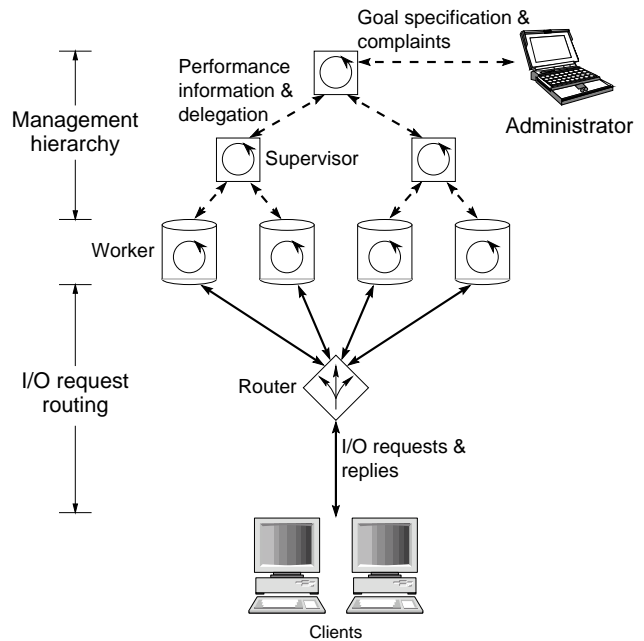 Goal specification &
complaints
Performance
information &
delegation
Administrator
Management
hierarchy
Supervisor
Worker
I/O request
routing
Router
I/O requests &
replies
Clients